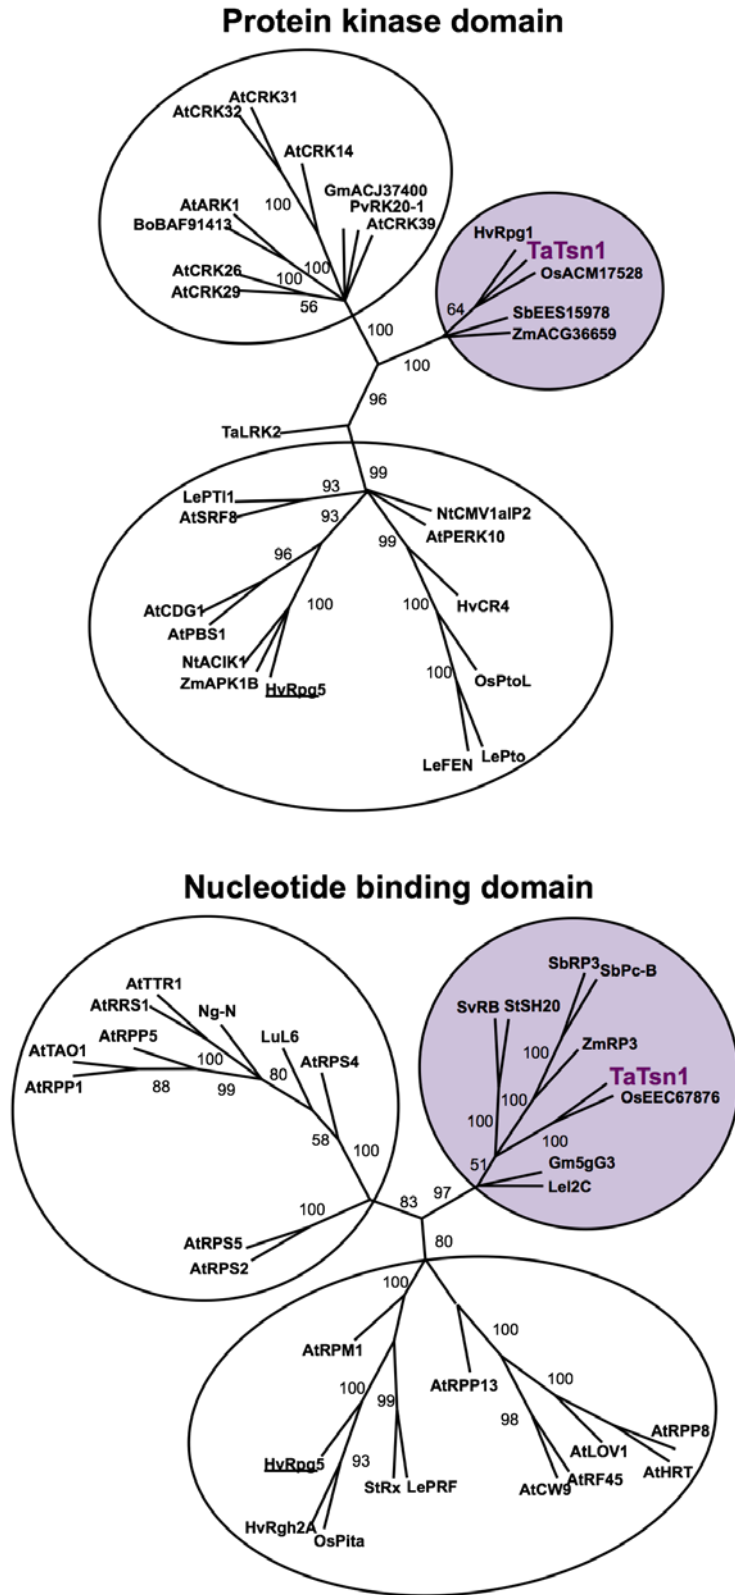 Protein kinase domain
AtCRK31
AtCRK32
AtCRK14
GmACJ37400
PvRK20-1
AtCRK39
AtARK1
BoBAF91413
100
AtCRK26
100
100
AtCRK29
56
HvRpg1
TaTsn1
OsACM17528
64
SbEES15978
ZmACG36659
100
100
96
TaLRK2
99
93
LePTI1
AtSRF8
93
NtCMV1aIP2
AtPERK10
99
96
AtCDG1
AtPBS1
100
100
HvCR4
NtACIK1
ZmAPK1B
HvRpg5
OsPtoL
100
LeFEN
LePto
Nucleotide binding domain
AtTTR1
AtRRS1
Ng-N
AtRPP5
LuL6
AtTAO1
AtRPP1
100
80
AtRPS4
88
99
58
100
100
AtRPS5
AtRPS2
SbRP3
SbPc-B
SvRB
StSH20
100
ZmRP3
TaTsn1
OsEEC67876
100
100
100
51
Gm5gG3
LeI2C
83
97
80
100
AtRPM1
100
AtRPP13
100
100
99
HvRpg5
93
98
AtLOV1
AtRPP8
AtHRT
StRx
LePRF
AtCW9
AtRF45
HvRgh2A
OsPita